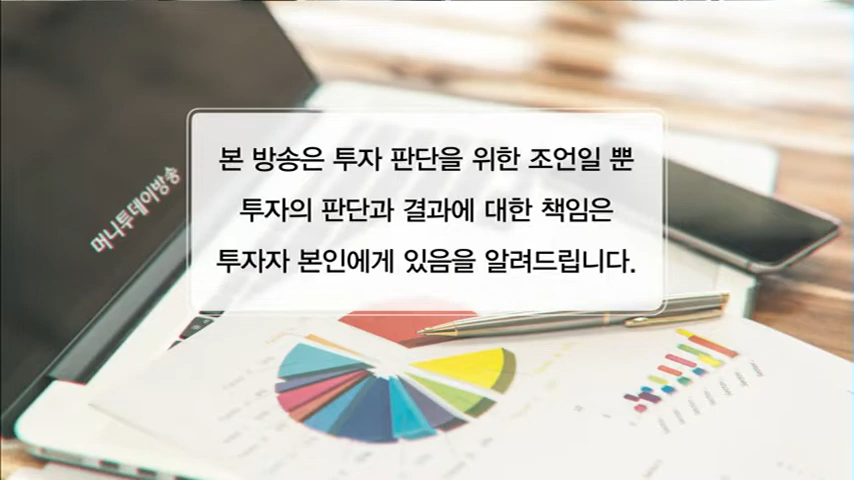 머니투데이방송
본 방송은 투자 판단을 위한 조언일 뿐
투자의 판단과 결과에 대한 책임은
투자자 본인에게 있음을 알려드립니다.